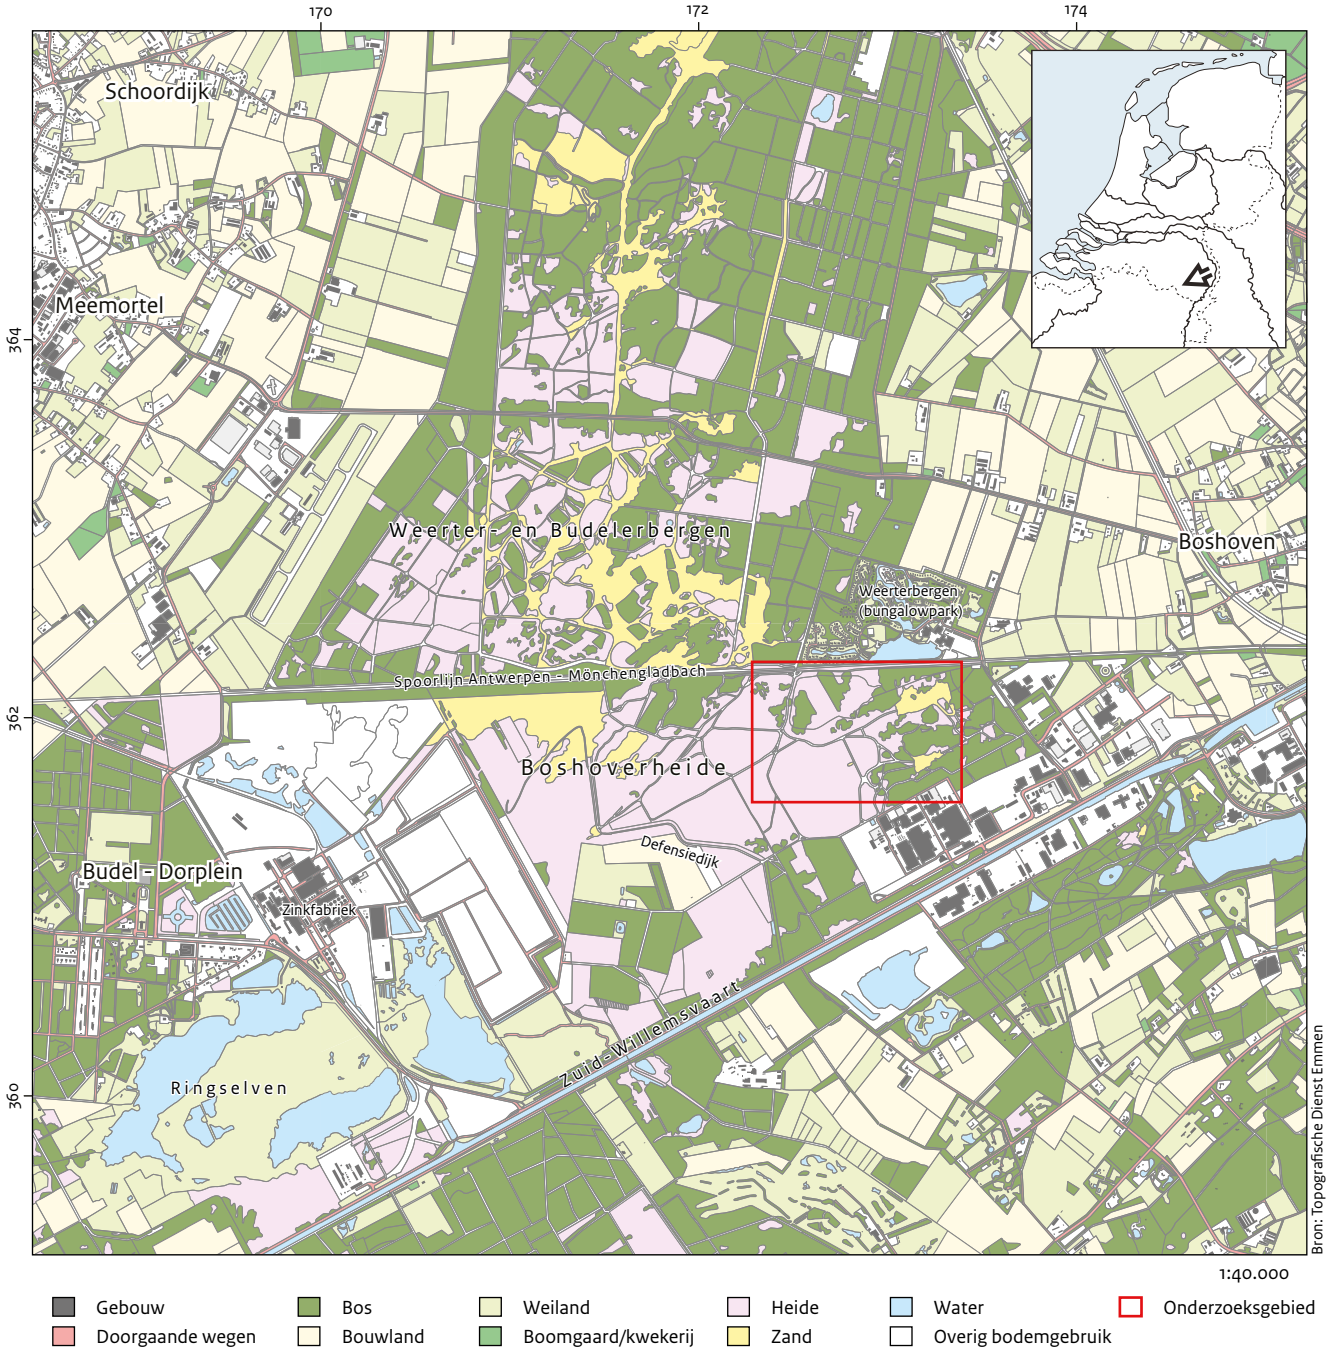 170
172
174
Schoordijk
Meemortel
364
Weerter- en Budelerbergen
Boshoven
Weerterbergen
(bungalowpark)
Spoorlijn Antwerpen - Mönchengladbach
362
Boshoverheide
Defensiedijk
Budel - Dorplein
Zinkfabriek
Zuid-Willemsvaart
Ringselven
360
Bron: Topografische Dienst Emmen
1:40.000
Gebouw
Bos
Weiland
Heide
Water
Onderzoeksgebied
Doorgaande wegen
Bouwland
Boomgaard/kwekerij
Zand
Overig bodemgebruik